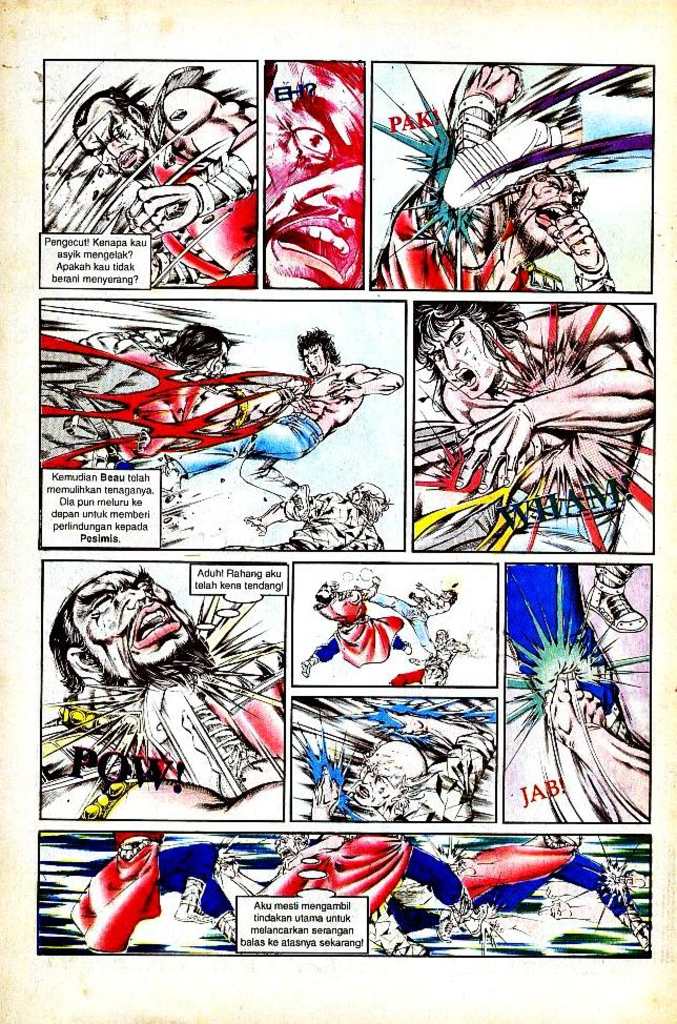 EH!?
PAK!
Pengecut! Kenapa kau
asyik mengelak?
Apakah kau tidak
berani menyerang?
Kemudian Beau telah
memulihkan tenaganya.
Dia pun meluru ke
depan untuk memberi
perlindungan kepada
Pesimis.
WHAM!
Aduh! Rahang aku
telah kena tendang!
POW!
JAB!
Aku mesti mengambil
tindakan utama untuk
melancarkan serangan
balas ke atasnya sekarang!